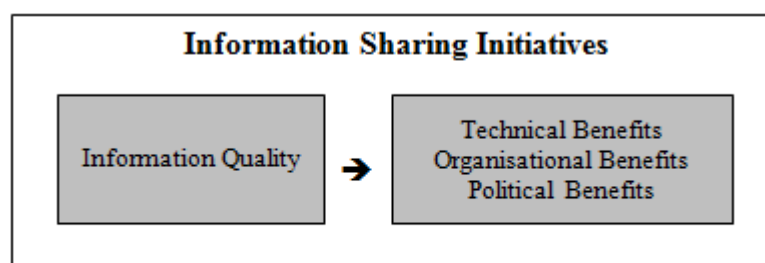 Information Sharing Initiatives
Information Quality
Technical Benefits
Organisational Benefits
Political Benefits